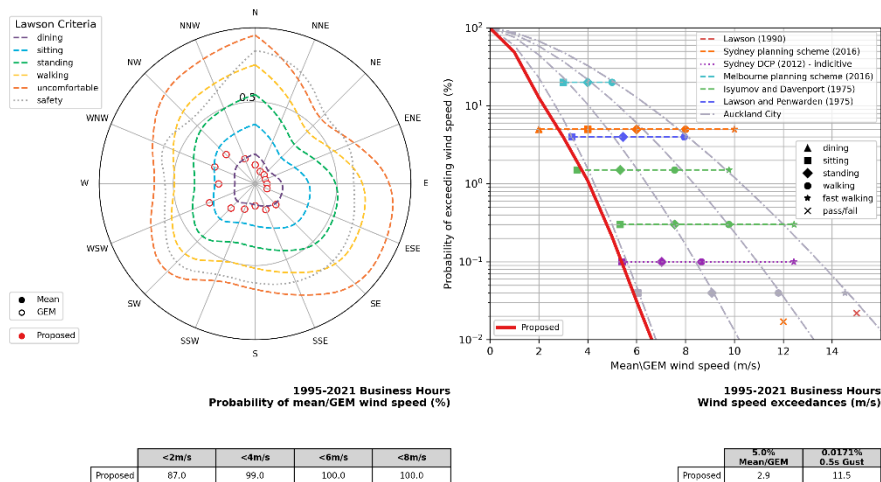 Lawson Criteria
dining
sitting
standing
walking
uncomfortable
safety
N
NNE
NE
ENE
E
ESE
SE
SSE
S
SSW
SW
WSW
W
WNW
NW
NNW
0.5
Mean
GEM
Proposed
1995-2021 Business Hours
Probability of mean/GEM wind speed (%)
<2m/s <4m/s <6m/s <8m/s
Proposed 87.0 99.0 100.0 100.0
Probability of exceeding wind speed (%)
10²
10¹
10⁰
10⁻¹
10⁻²
Lawson (1990)
Sydney planning scheme (2016)
Sydney DCP (2012) - Indicitive
Melbourne planning scheme (2016)
Isyumov and Davenport (1975)
Lawson and Penwarden (1975)
Auckland City
dining
sitting
standing
walking
fast walking
pass/fail
Proposed
0 2 4 6 8 10 12 14
Mean\GEM wind speed (m/s)
1995-2021 Business Hours
Wind speed exceedances (m/s)
5.0% 0.0171%
Mean/GEM 0.5s Gust
Proposed 2.9 11.5